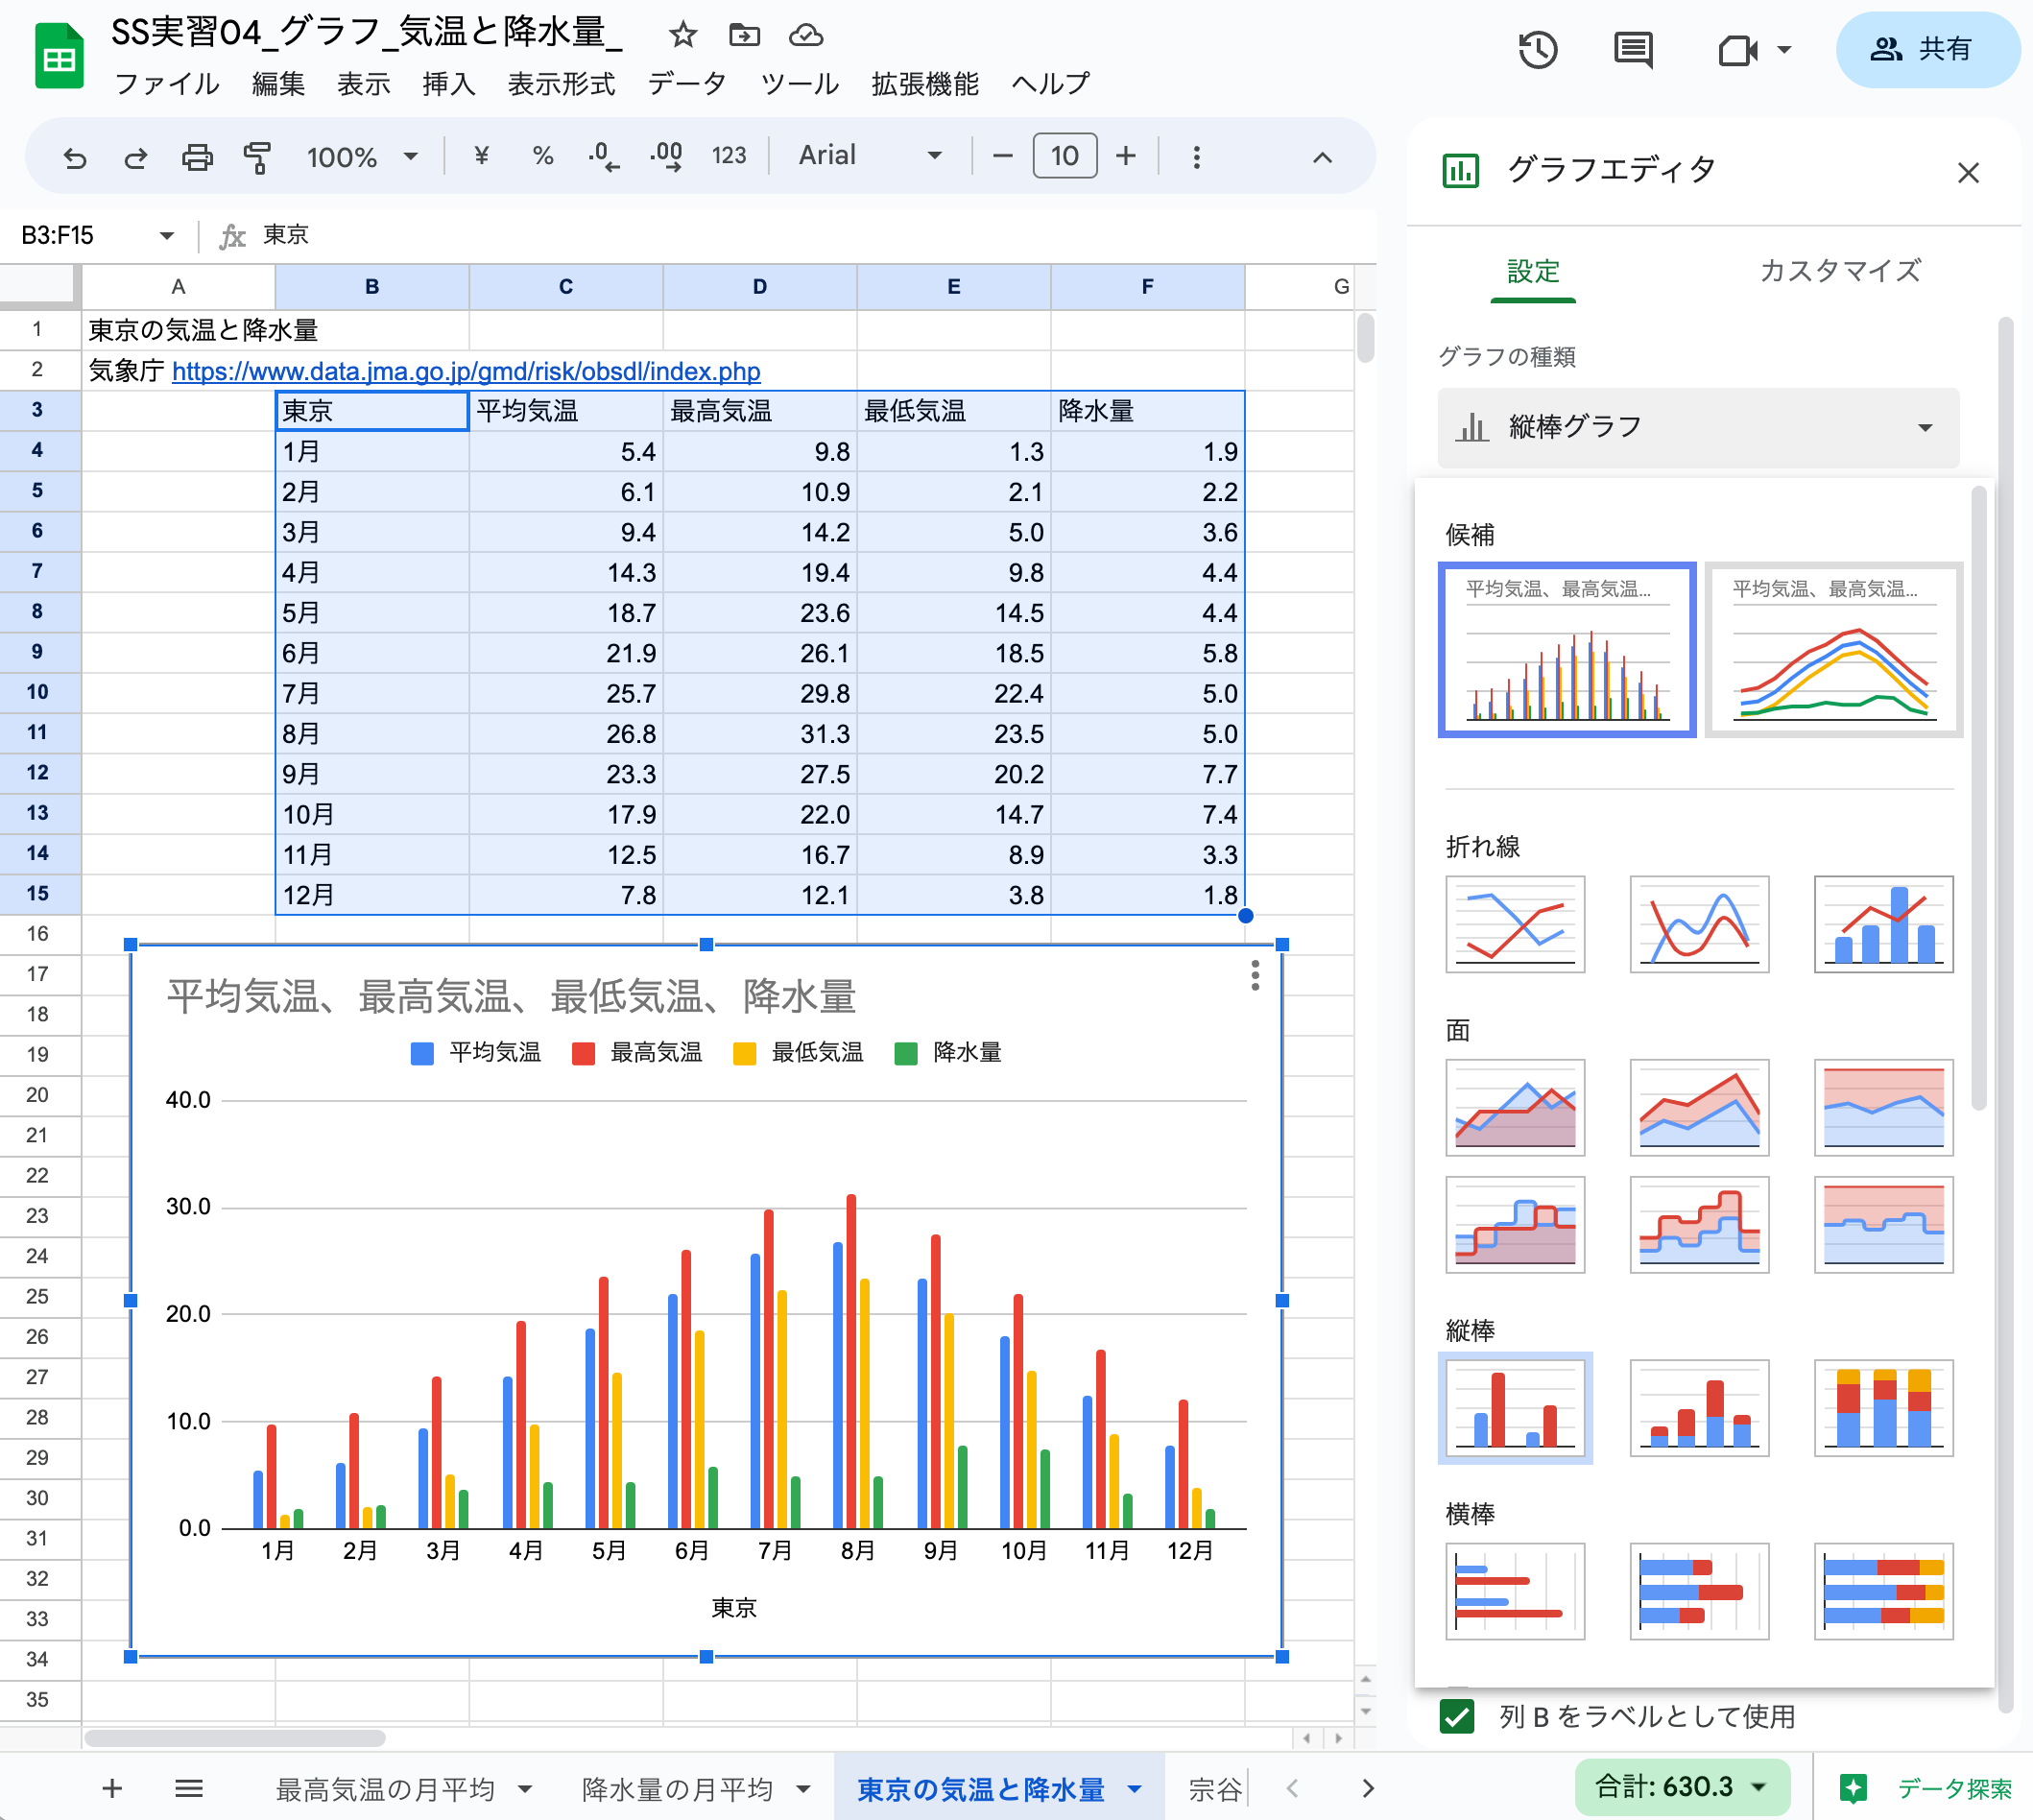 SS実習04_グラフ_気温と降水量_
ファイル 編集 表示 挿入 表示形式 データ ツール 拡張機能 ヘルプ
共有
100% ¥ % .0 .00 123 Arial 10
B3:F15 fx 東京
A B C D E F G
1 東京の気温と降水量
2 気象庁 https://www.data.jma.go.jp/gmd/risk/obsdl/index.php
3 東京 平均気温 最高気温 最低気温 降水量
4 1月 5.4 9.8 1.3 1.9
5 2月 6.1 10.9 2.1 2.2
6 3月 9.4 14.2 5.0 3.6
7 4月 14.3 19.4 9.8 4.4
8 5月 18.7 23.6 14.5 4.4
9 6月 21.9 26.1 18.5 5.8
10 7月 25.7 29.8 22.4 5.0
11 8月 26.8 31.3 23.5 5.0
12 9月 23.3 27.5 20.2 7.7
13 10月 17.9 22.0 14.7 7.4
14 11月 12.5 16.7 8.9 3.3
15 12月 7.8 12.1 3.8 1.8
16
17
18
19
20
21
22
23
24
25
26
27
28
29
30
31
32
33
34
35
平均気温、最高気温、最低気温、降水量
平均気温 最高気温 最低気温 降水量
40.0
30.0
20.0
10.0
0.0
1月 2月 3月 4月 5月 6月 7月 8月 9月 10月 11月 12月
東京
グラフエディタ
設定 カスタマイズ
グラフの種類
縦棒グラフ
候補
平均気温、最高気温... 平均気温、最高気温...
折れ線
面
縦棒
横棒
列 B をラベルとして使用
最高気温の月平均 降水量の月平均 東京の気温と降水量 宗谷
合計: 630.3
データ探索